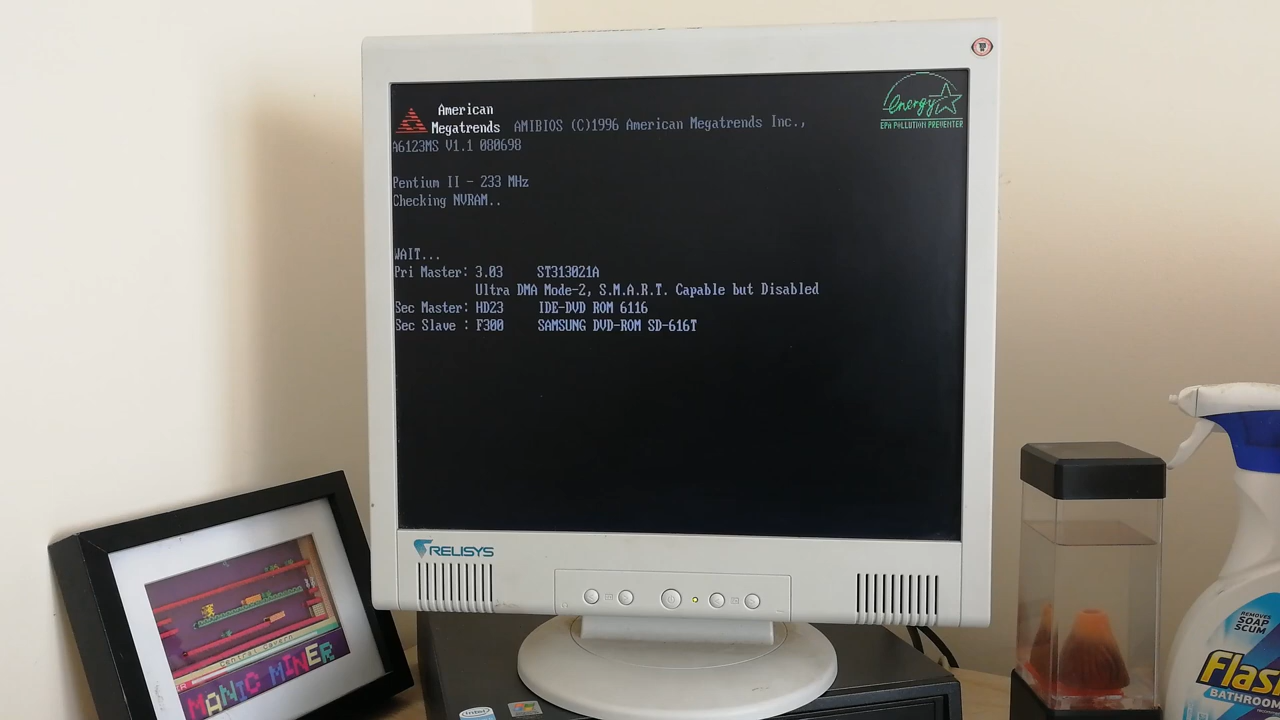 American
Megatrends AMIBIOS (C)1996 American Megatrends Inc.,
A6123MS V1.1 080698
Energy
EPA POLLUTION PREVENTER
Pentium II - 233 MHz
Checking NVRAM..
WAIT...
Pri Master: 3.03 ST313021A
Ultra DMA Mode-2, S.M.A.R.T. Capable but Disabled
Sec Master: HD23 IDE-DVD ROM 6116
Sec Slave : F300 SAMSUNG DVD-ROM SD-616T
RELISYS
Central Cavern
MANIC MINER
intel
REMOVES
SOAP
SCUM
Flas
BATHROOM